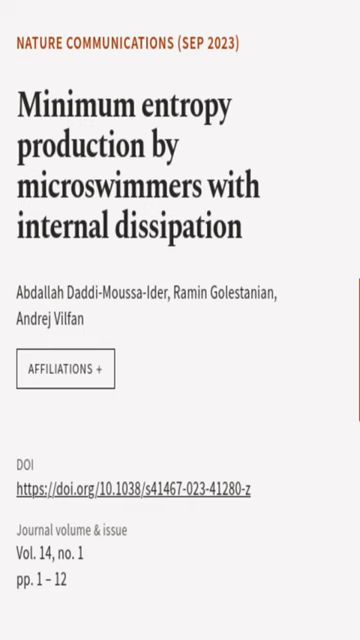 NATURE COMMUNICATIONS (SEP 2023)
Minimum entropy
production by
microswimmers with
internal dissipation
Abdallah Daddi-Moussa-Ider, Ramin Golestanian,
Andrej Vilfan
AFFILIATIONS +
DOI
https://doi.org/10.1038/s41467-023-41280-z
Journal volume & issue
Vol. 14, no. 1
pp. 1 – 12